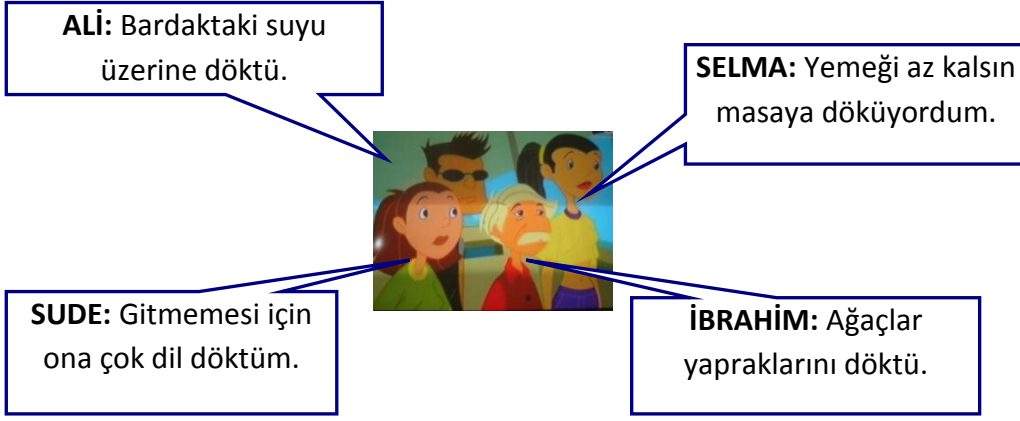 ALİ: Bardaktaki suyu
üzerine döktü.
SELMA: Yemeği az kalsın
masaya döküyordum.
SUDE: Gitmemesi için
ona çok dil döktüm.
İBRAHİM: Ağaçlar
yapraklarını döktü.